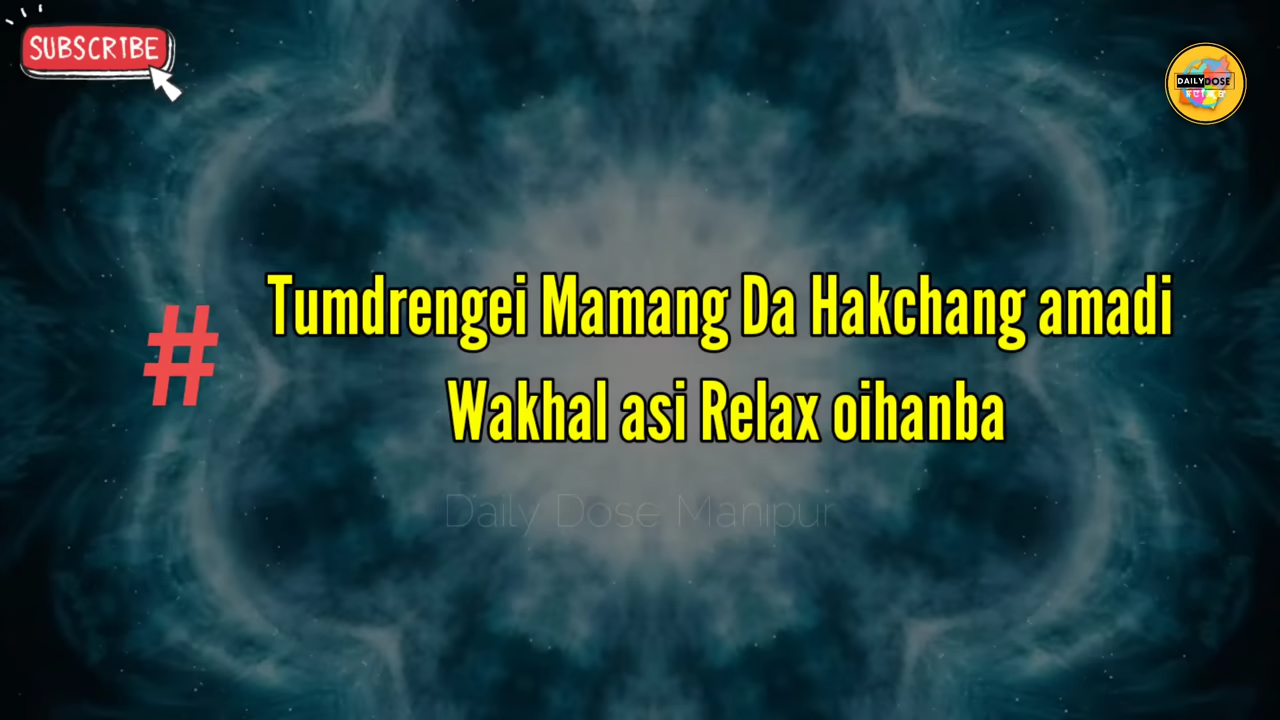 SUBSCRIBE
DAILY DOSE
# Tumdrengei Mamang Da Hakchang amadi
Wakhal asi Relax oihanba
Daily Dose Manipur